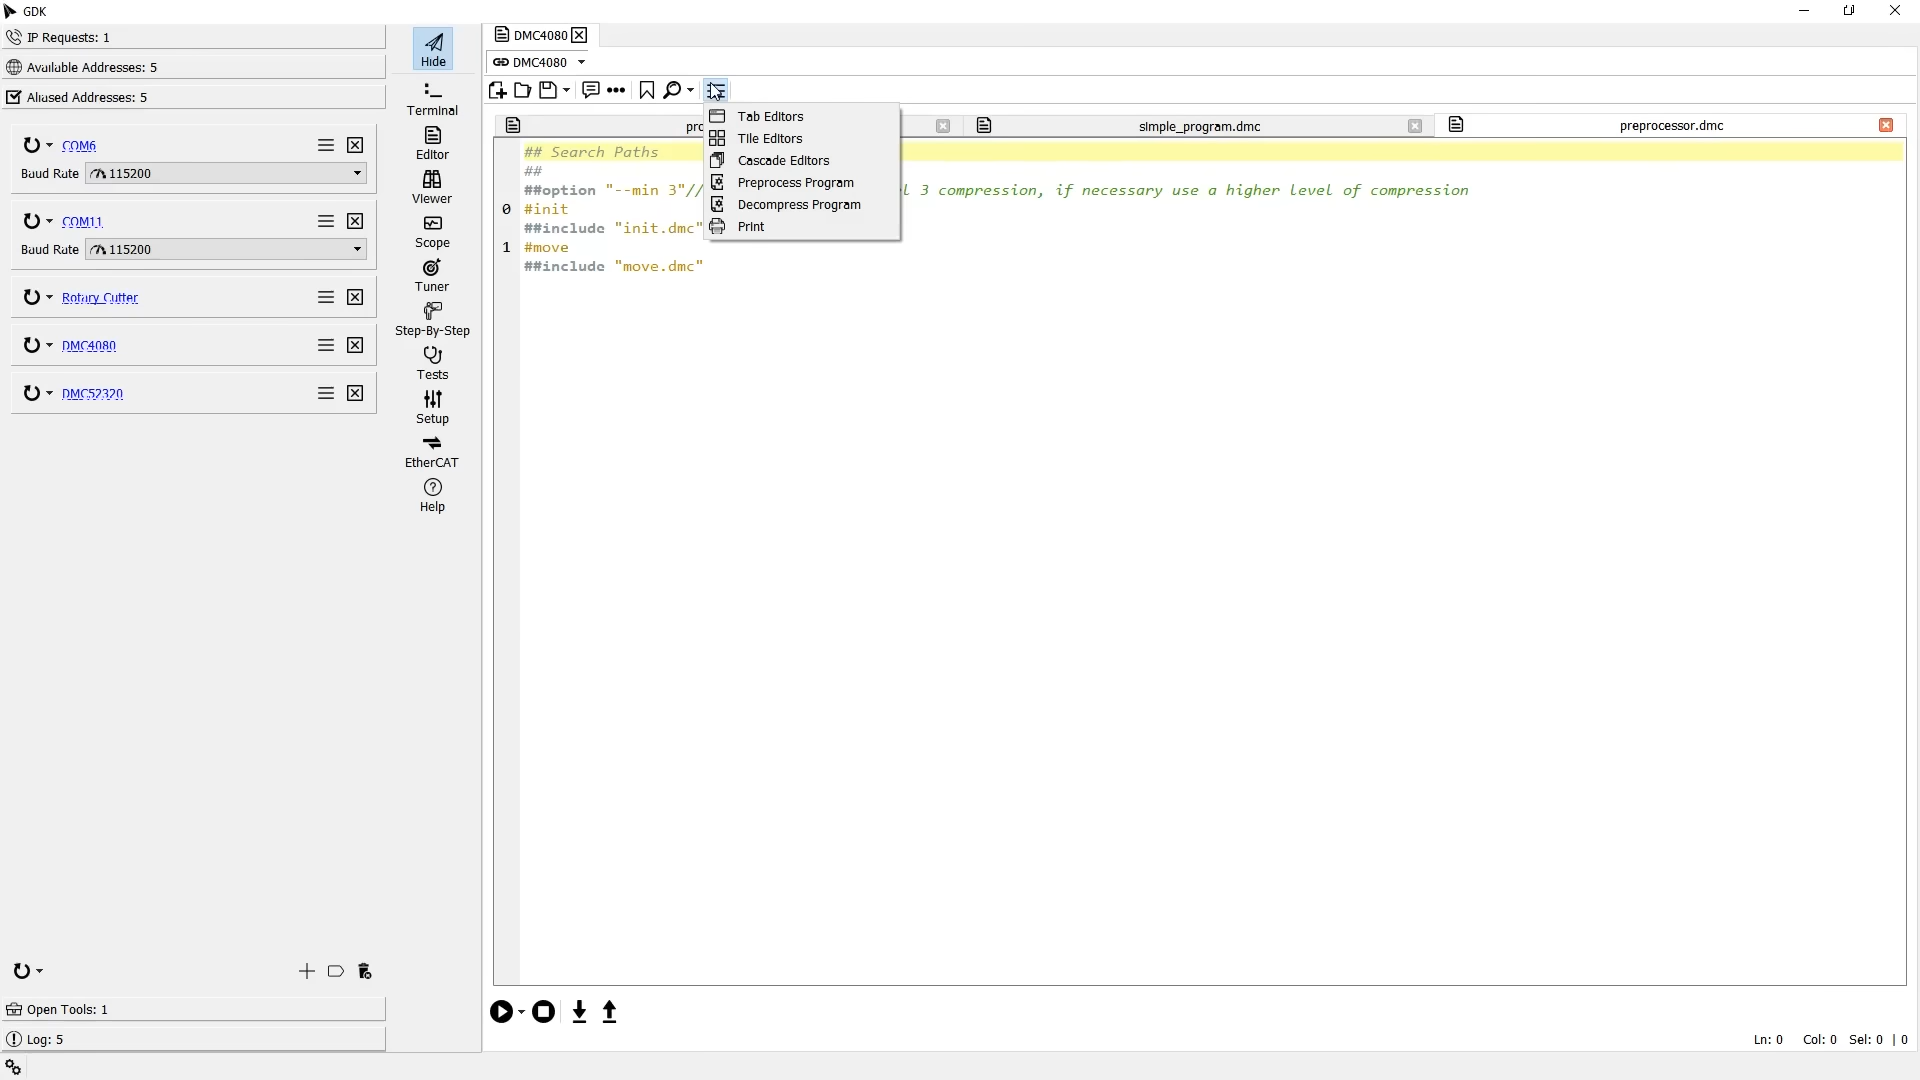 GDK
IP Requests: 1
Available Addresses: 5
Aliased Addresses: 5
COM6
Baud Rate 115200
COM11
Baud Rate 115200
Rotary Cutter
DMC4080
DMC52320
Open Tools: 1
Log: 5
Hide
Terminal
Editor
Viewer
Scope
Tuner
Step-By-Step
Tests
Setup
EtherCAT
Help
DMC4080
DMC4080
simple_program.dmc
preprocessor.dmc
Tab Editors
Tile Editors
Cascade Editors
Preprocess Program
Decompress Program
Print
## Search Paths
##
##option "--min 3"// 3 compression, if necessary use a higher level of compression
0 #init
##include "init.dmc"
1 #move
##include "move.dmc"
Ln: 0 Col: 0 Sel: 0 | 0